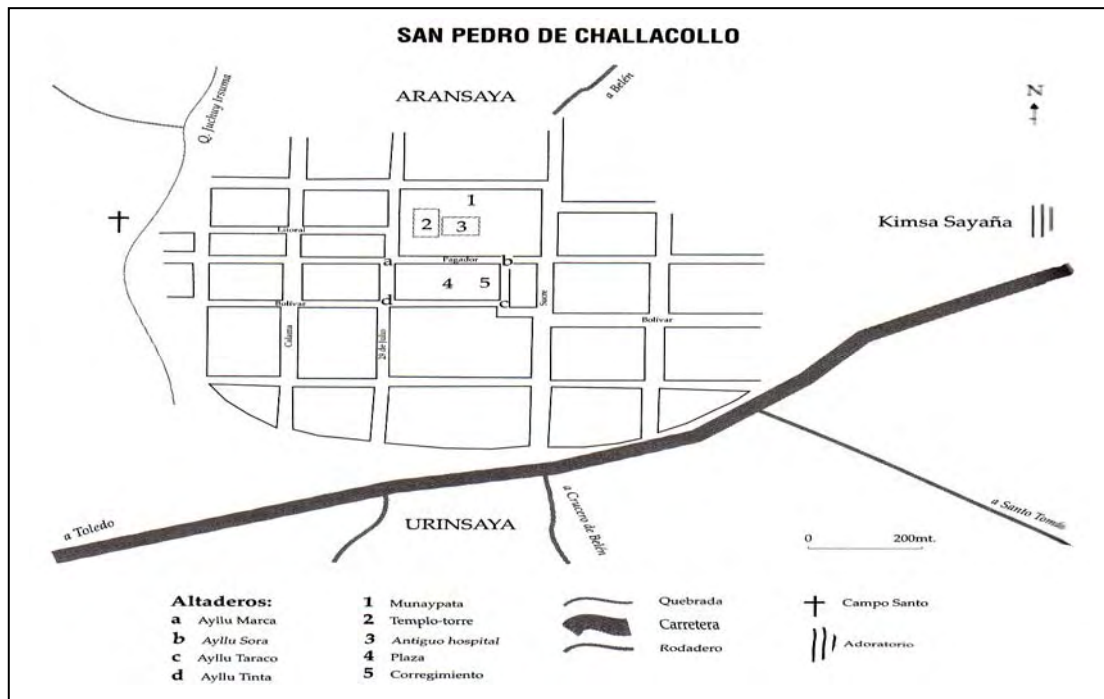 SAN PEDRO DE CHALLACOLLO
ARANSAYA
a Belén
N
Q. Juchuy Irsuma
Kimsa Sayaña
1
2
3
Litoral
a
Pagador
b
4
5
d
c
Bolívar
Sucre
Bolívar
Calama
28 de Julio
a Toledo
URINSAYA
a Crucero de Belén
a Santo Tomás
0 200mt.
Altaderos:
a Ayllu Marca
b Ayllu Sora
c Ayllu Taraco
d Ayllu Tinta
1 Munaypata
2 Templo-torre
3 Antiguo hospital
4 Plaza
5 Corregimiento
Quebrada
Carretera
Rodadero
Campo Santo
Adoratorio